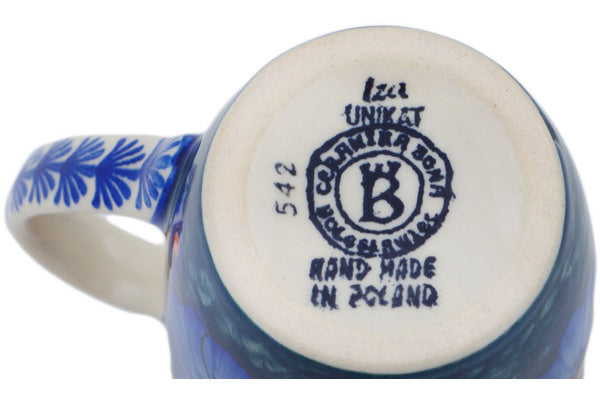 Iza
UNIKAT
CERAMIKA BONA
B
BOLESŁAWIEC
HAND MADE
IN POLAND
542